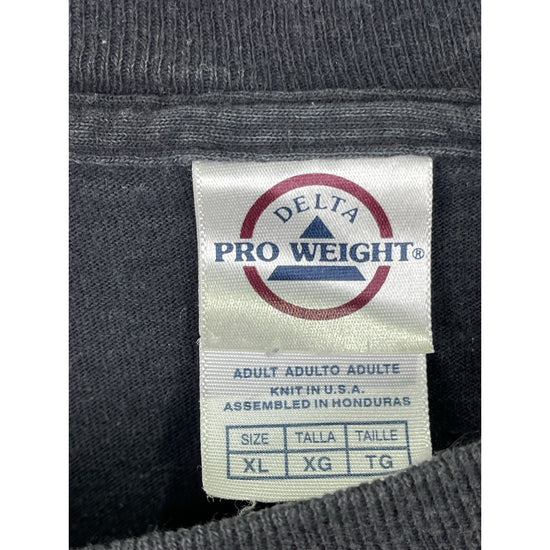 DELTA
PRO WEIGHT®
ADULT ADULTO ADULTE
KNIT IN U.S.A.
ASSEMBLED IN HONDURAS
SIZE TALLA TAILLE
XL XG TG